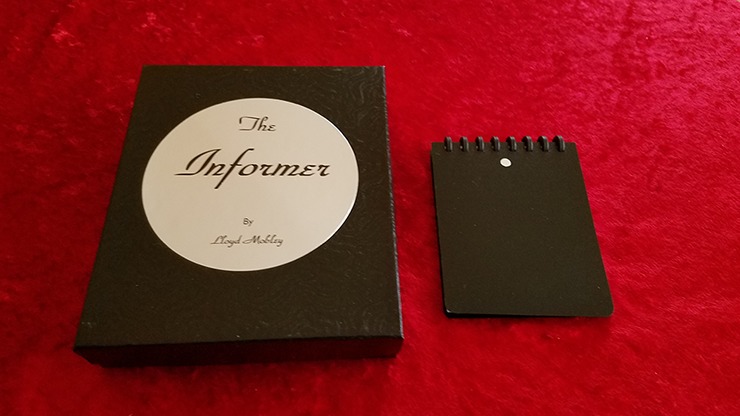 The
Informer
By
Lloyd Mobley